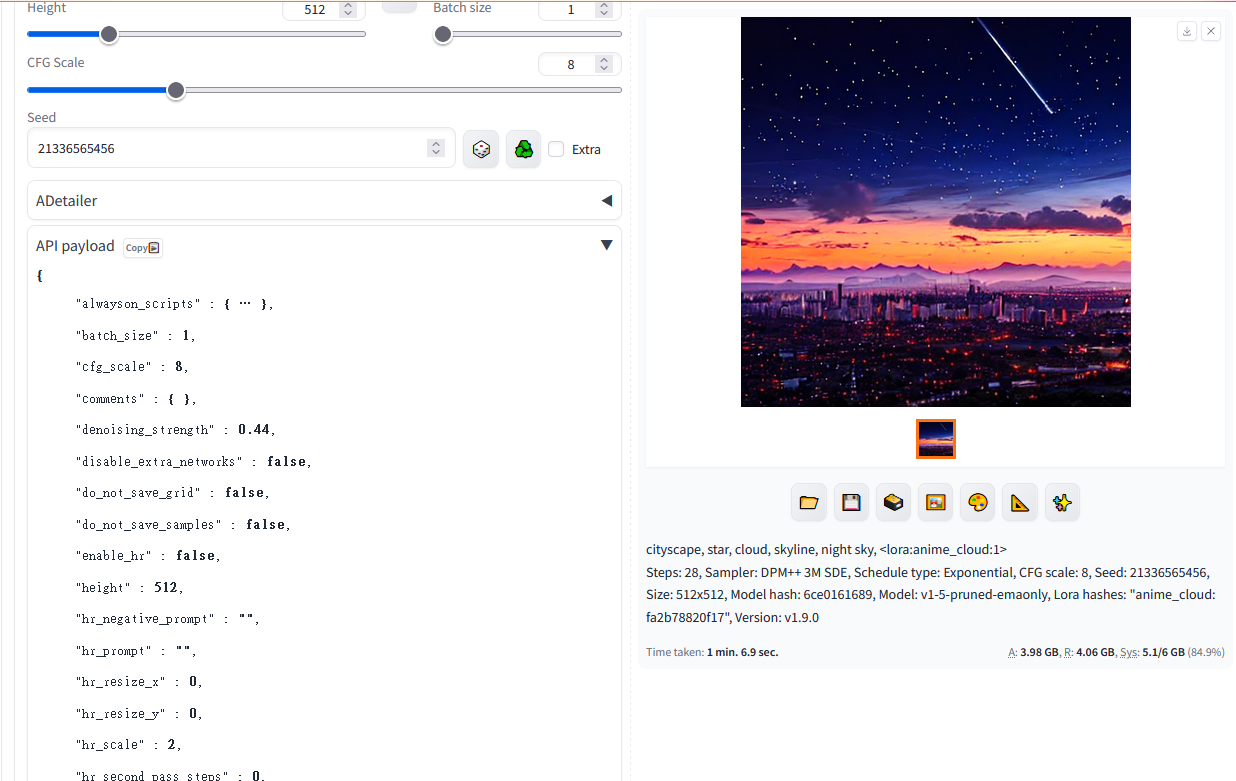 Height
512
Batch size
1
CFG Scale
8
Seed
21336565456
Extra
ADetailer
API payload
Copy
{
"alwayson_scripts" : { ... },
"batch_size" : 1,
"cfg_scale" : 8,
"comments" : { },
"denoising_strength" : 0.44,
"disable_extra_networks" : false,
"do_not_save_grid" : false,
"do_not_save_samples" : false,
"enable_hr" : false,
"height" : 512,
"hr_negative_prompt" : "",
"hr_prompt" : "",
"hr_resize_x" : 0,
"hr_resize_y" : 0,
"hr_scale" : 2,
"hr_second_pass_steps" : 0,
cityscape, star, cloud, skyline, night sky, <lora:anime_cloud:1>
Steps: 28, Sampler: DPM++ 3M SDE, Schedule type: Exponential, CFG scale: 8, Seed: 21336565456,
Size: 512x512, Model hash: 6ce0161689, Model: v1-5-pruned-emaonly, Lora hashes: "anime_cloud:
fa2b78820f17", Version: v1.9.0
Time taken: 1 min. 6.9 sec.
A: 3.98 GB, R: 4.06 GB, Sys: 5.1/6 GB (84.9%)